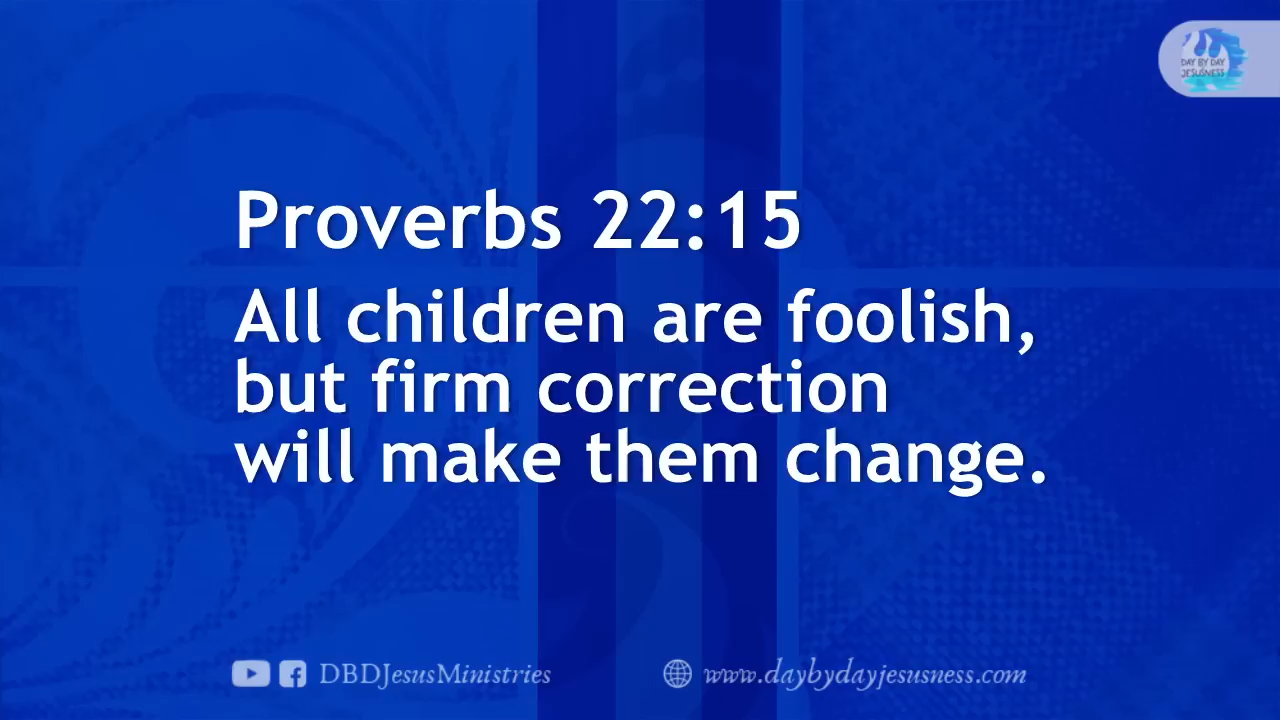 DAY BY DAY
JESUSNESS
Proverbs 22:15
All children are foolish,
but firm correction
will make them change.
DBDJesusMinistries
www.daybydayjesusness.com